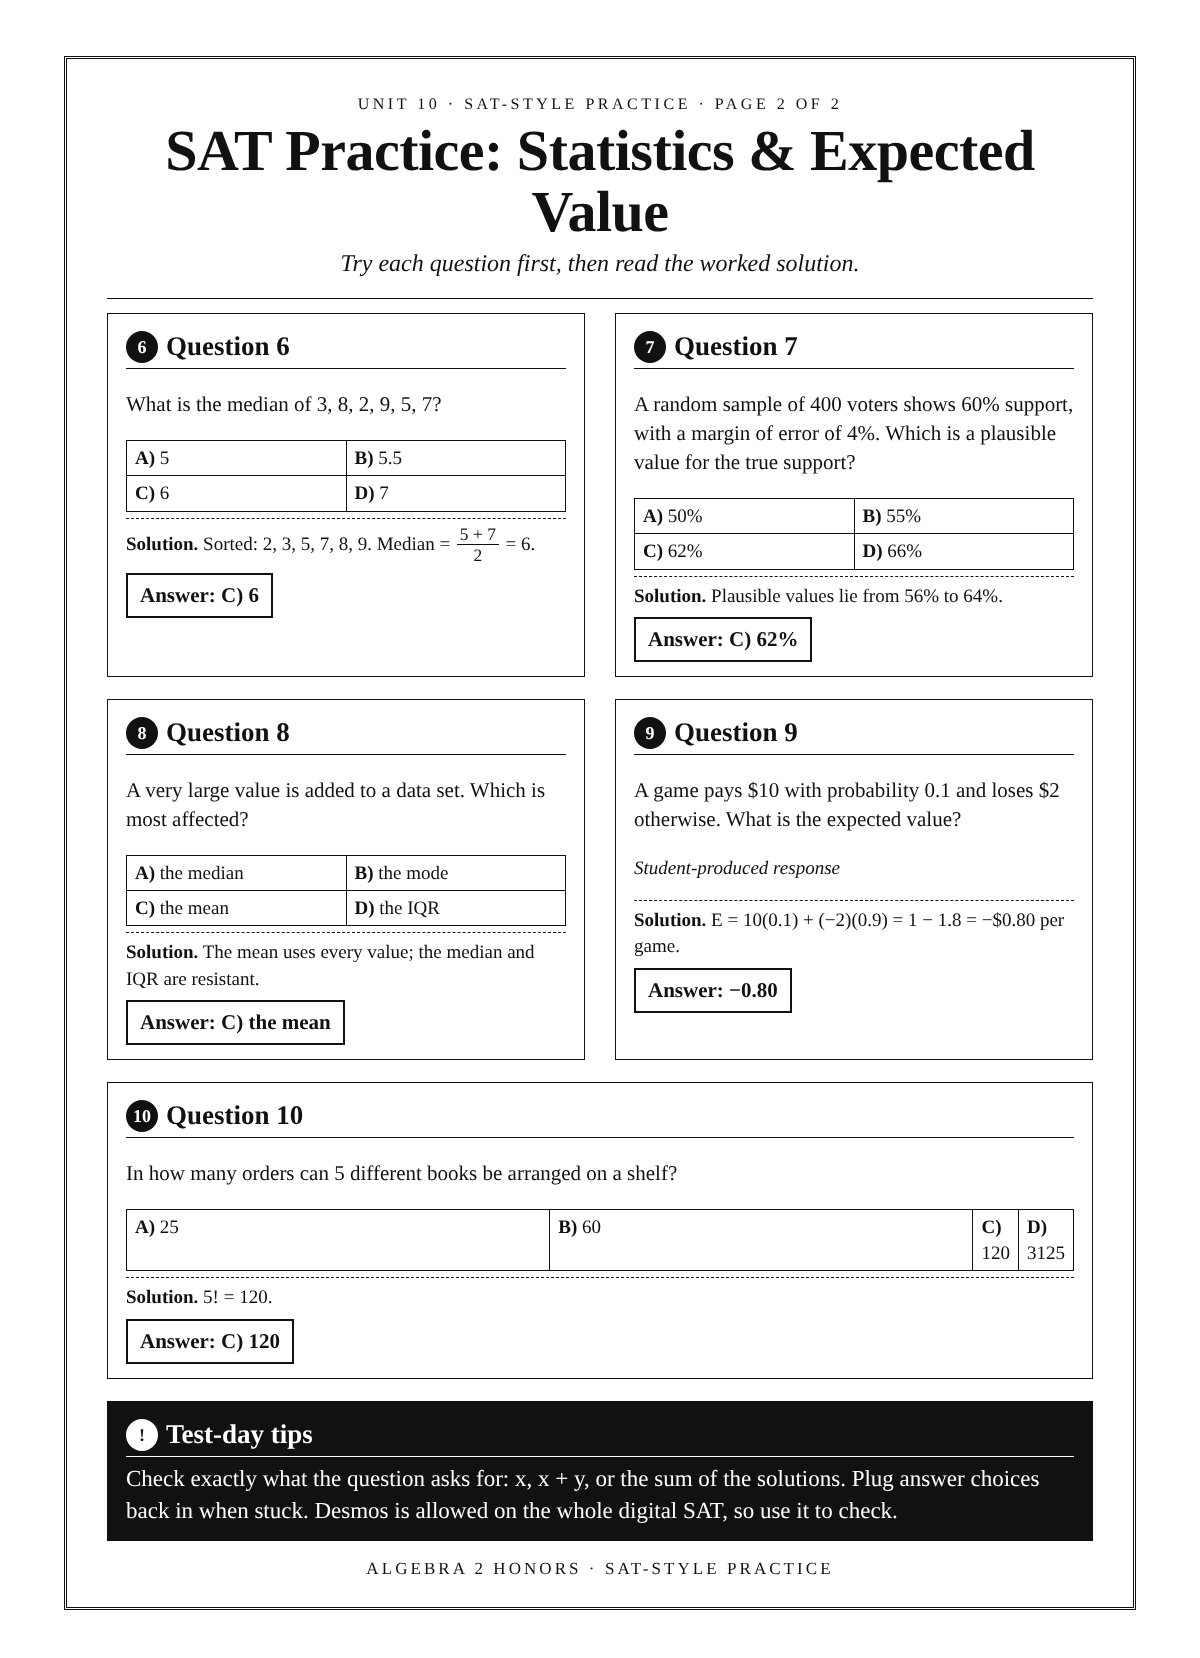 UNIT 10 · SAT-STYLE PRACTICE · PAGE 2 OF 2
SAT Practice: Statistics & Expected
Value
Try each question first, then read the worked solution.
6 Question 6
What is the median of 3, 8, 2, 9, 5, 7?
A) 5 B) 5.5
C) 6 D) 7
Solution. Sorted: 2, 3, 5, 7, 8, 9. Median = (5 + 7)/2 = 6.
Answer: C) 6
7 Question 7
A random sample of 400 voters shows 60% support,
with a margin of error of 4%. Which is a plausible
value for the true support?
A) 50% B) 55%
C) 62% D) 66%
Solution. Plausible values lie from 56% to 64%.
Answer: C) 62%
8 Question 8
A very large value is added to a data set. Which is
most affected?
A) the median B) the mode
C) the mean D) the IQR
Solution. The mean uses every value; the median and
IQR are resistant.
Answer: C) the mean
9 Question 9
A game pays $10 with probability 0.1 and loses $2
otherwise. What is the expected value?
Student-produced response
Solution. E = 10(0.1) + (−2)(0.9) = 1 − 1.8 = −$0.80 per
game.
Answer: −0.80
10 Question 10
In how many orders can 5 different books be arranged on a shelf?
A) 25 B) 60 C) 120 D) 3125
Solution. 5! = 120.
Answer: C) 120
! Test-day tips
Check exactly what the question asks for: x, x + y, or the sum of the solutions. Plug answer choices
back in when stuck. Desmos is allowed on the whole digital SAT, so use it to check.
ALGEBRA 2 HONORS · SAT-STYLE PRACTICE